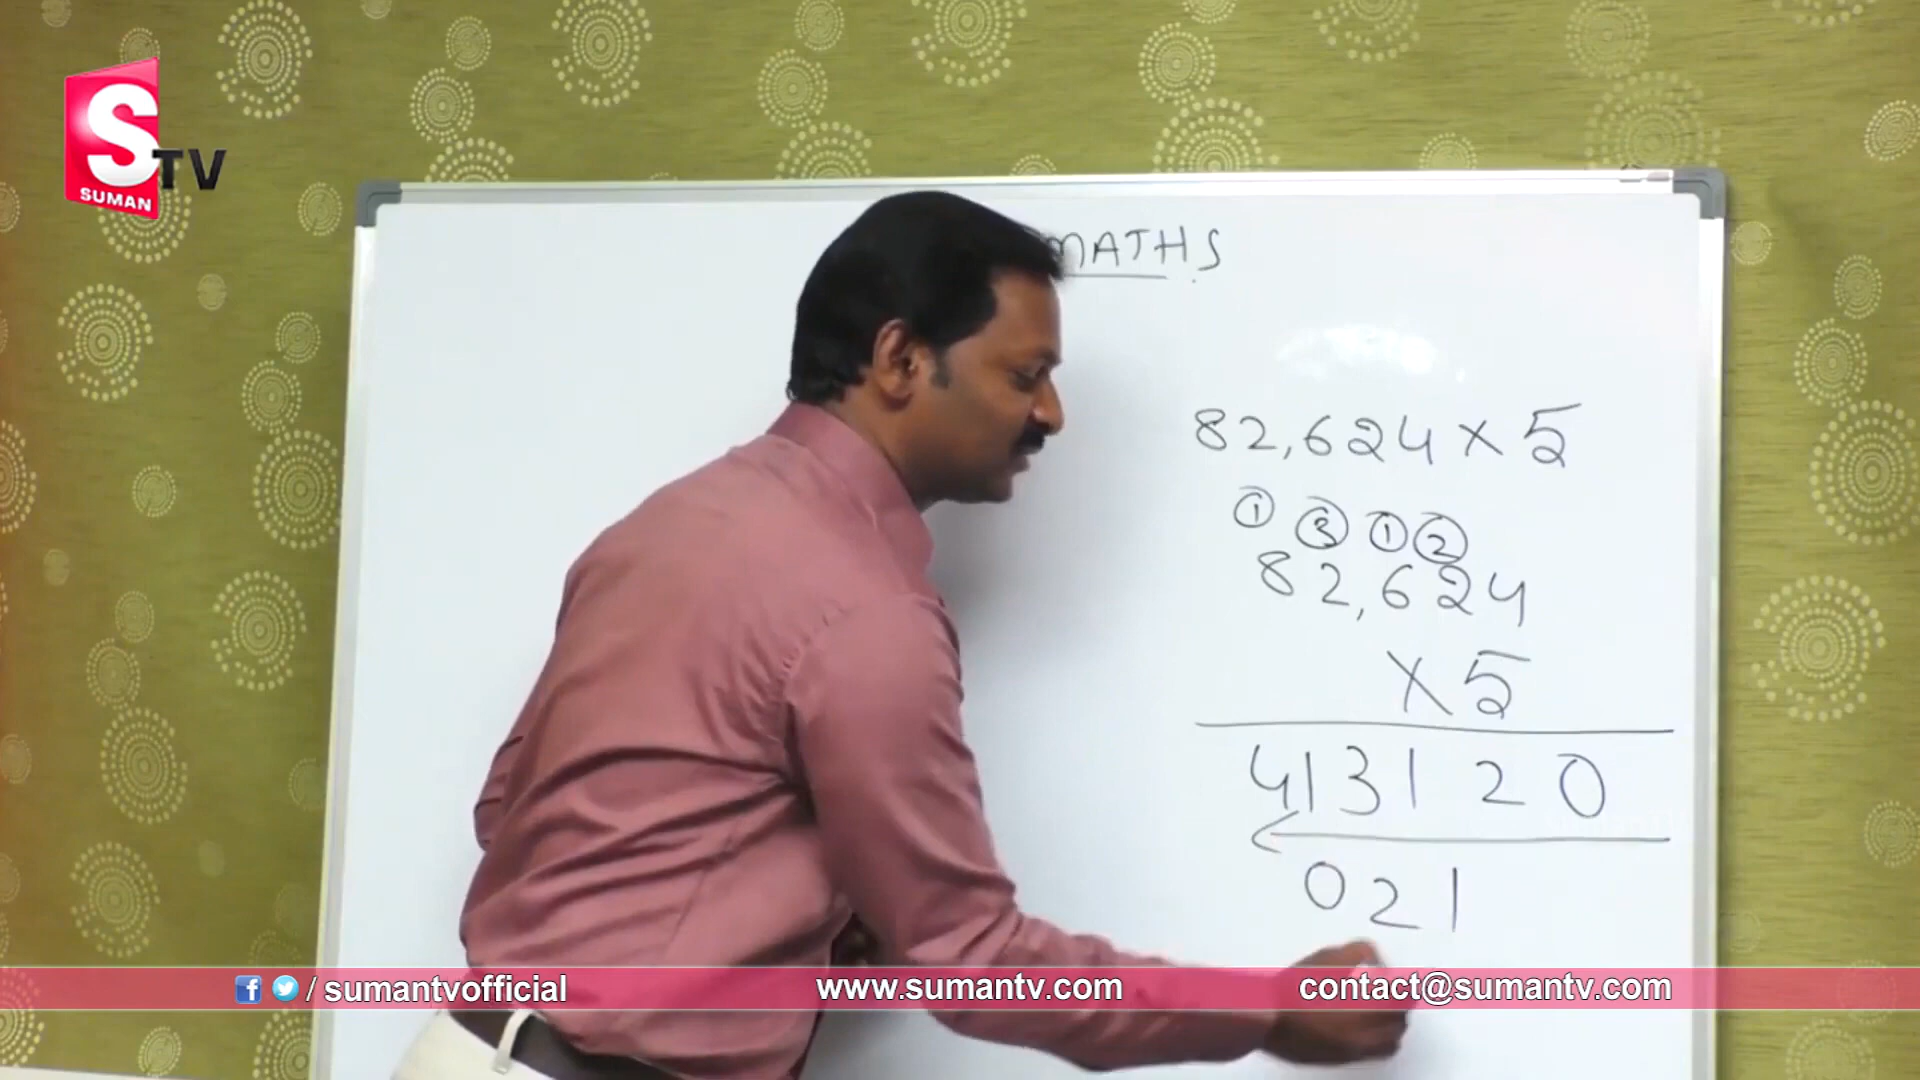 S
TV
SUMAN
MATHS
82,624 × 5
① ③ ① ②
82,624
× 5
413120
021
/ sumantvofficial
www.sumantv.com
contact@sumantv.com